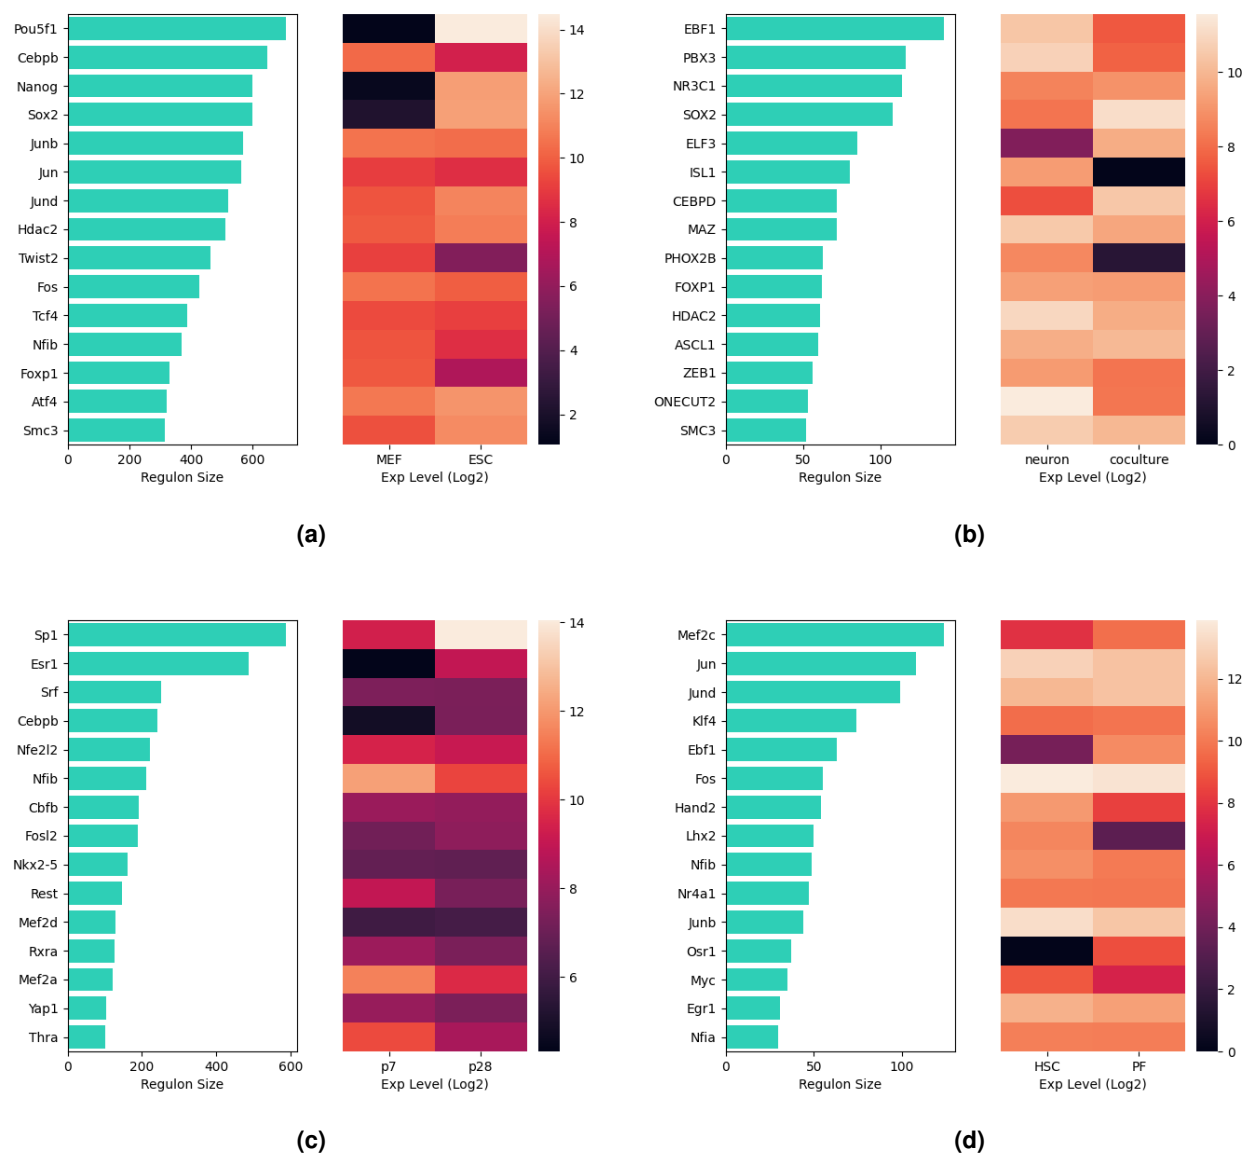 Pou5f1
Cebpb
Nanog
Sox2
Junb
Jun
Jund
Hdac2
Twist2
Fos
Tcf4
Nfib
Foxp1
Atf4
Smc3
0 200 400 600
Regulon Size
MEF ESC
Exp Level (Log2)
14
12
10
8
6
4
2
(a)
EBF1
PBX3
NR3C1
SOX2
ELF3
ISL1
CEBPD
MAZ
PHOX2B
FOXP1
HDAC2
ASCL1
ZEB1
ONECUT2
SMC3
0 50 100
Regulon Size
neuron coculture
Exp Level (Log2)
10
8
6
4
2
0
(b)
Sp1
Esr1
Srf
Cebpb
Nfe2l2
Nfib
Cbfb
Fosl2
Nkx2-5
Rest
Mef2d
Rxra
Mef2a
Yap1
Thra
0 200 400 600
Regulon Size
p7 p28
Exp Level (Log2)
14
12
10
8
6
(c)
Mef2c
Jun
Jund
Klf4
Ebf1
Fos
Hand2
Lhx2
Nfib
Nr4a1
Junb
Osr1
Myc
Egr1
Nfia
0 50 100
Regulon Size
HSC PF
Exp Level (Log2)
12
10
8
6
4
2
0
(d)